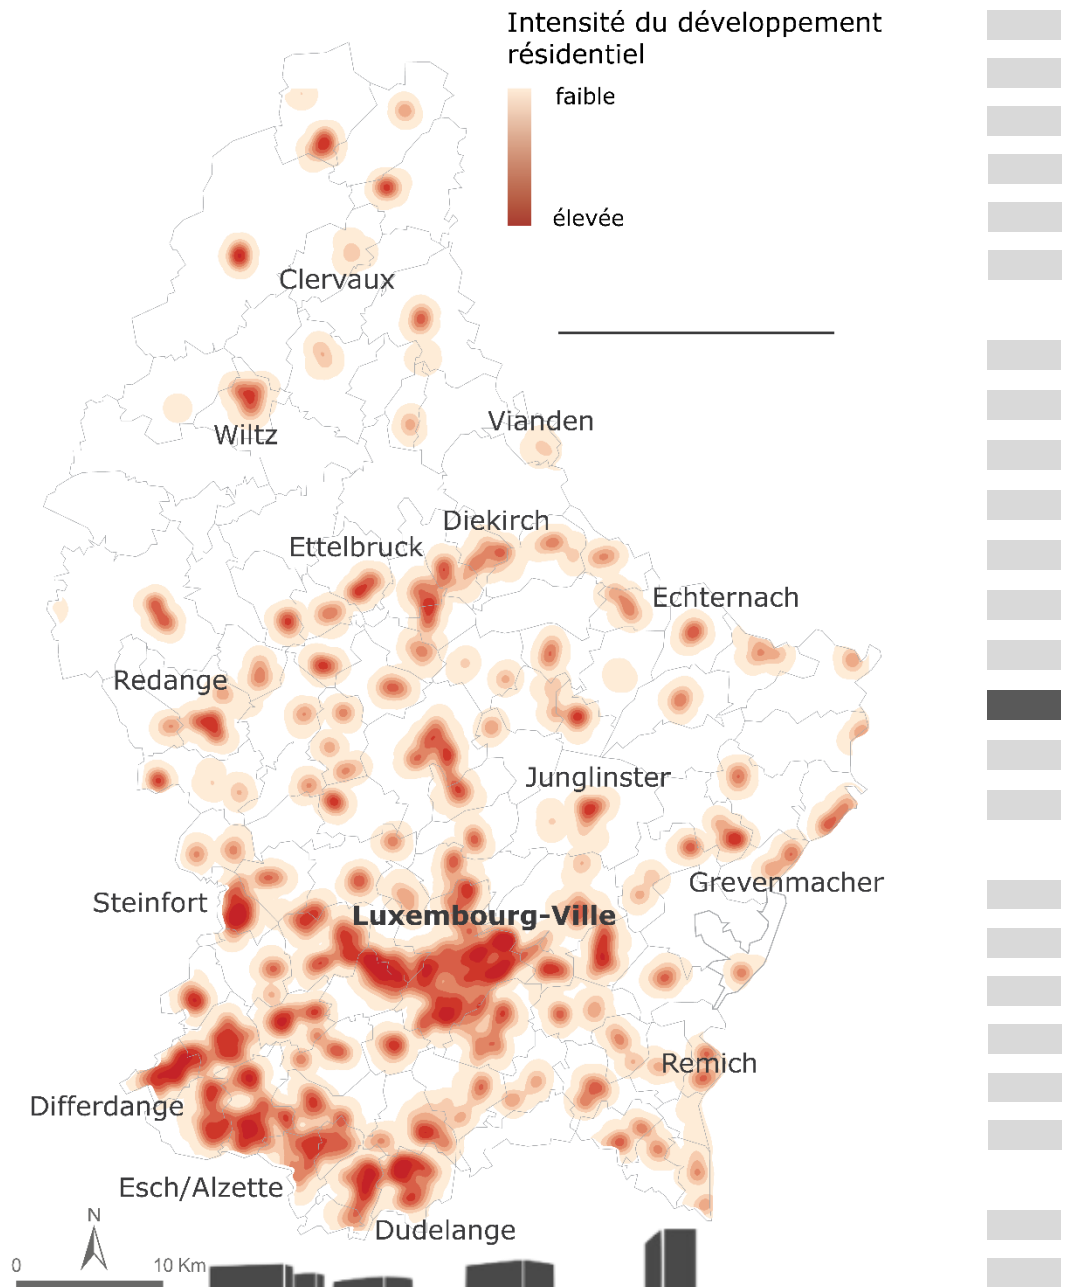 Intensité du développement
résidentiel
faible
élevée
Clervaux
Wiltz
Vianden
Diekirch
Ettelbruck
Echternach
Redange
Junglinster
Grevenmacher
Steinfort
Luxembourg-Ville
Remich
Differdange
Esch/Alzette
Dudelange
N
0 10 Km